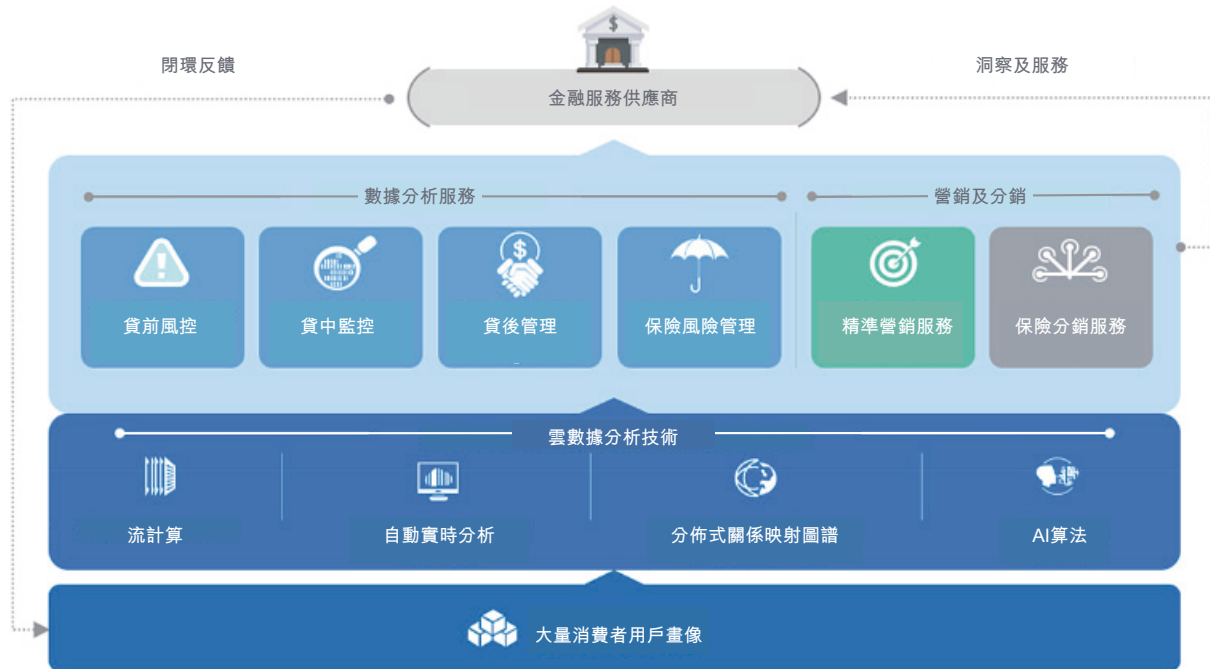 閉環反饋
洞察及服務
金融服務供應商
數據分析服務
營銷及分銷
貸前風控
貸中監控
貸後管理
保險風險管理
精準營銷服務
保險分銷服務
雲數據分析技術
流計算
自動實時分析
分佈式關係映射圖譜
AI算法
大量消費者用戶畫像